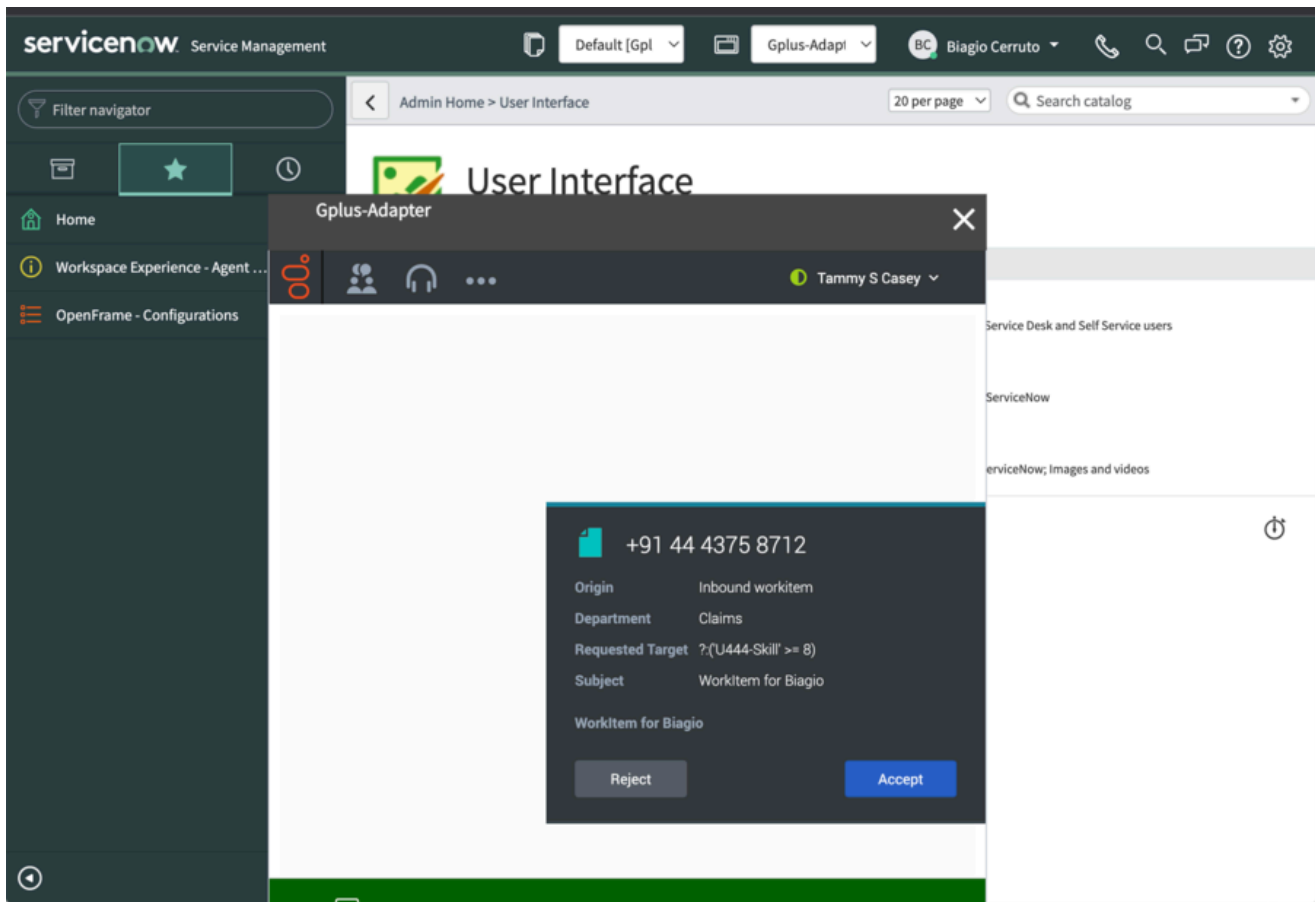 servicenow. Service Management
Default [Gpl
Gplus-Adapt
BC
Biagio Cerruto
Filter navigator
Admin Home > User Interface
20 per page
Search catalog
User Interface
Home
Workspace Experience - Agent ...
OpenFrame - Configurations
Gplus-Adapter
Tammy S Casey
Service Desk and Self Service users
ServiceNow
erviceNow; Images and videos
+91 44 4375 8712
Origin Inbound workitem
Department Claims
Requested Target ?:('U444-Skill' >= 8)
Subject WorkItem for Biagio
WorkItem for Biagio
Reject
Accept